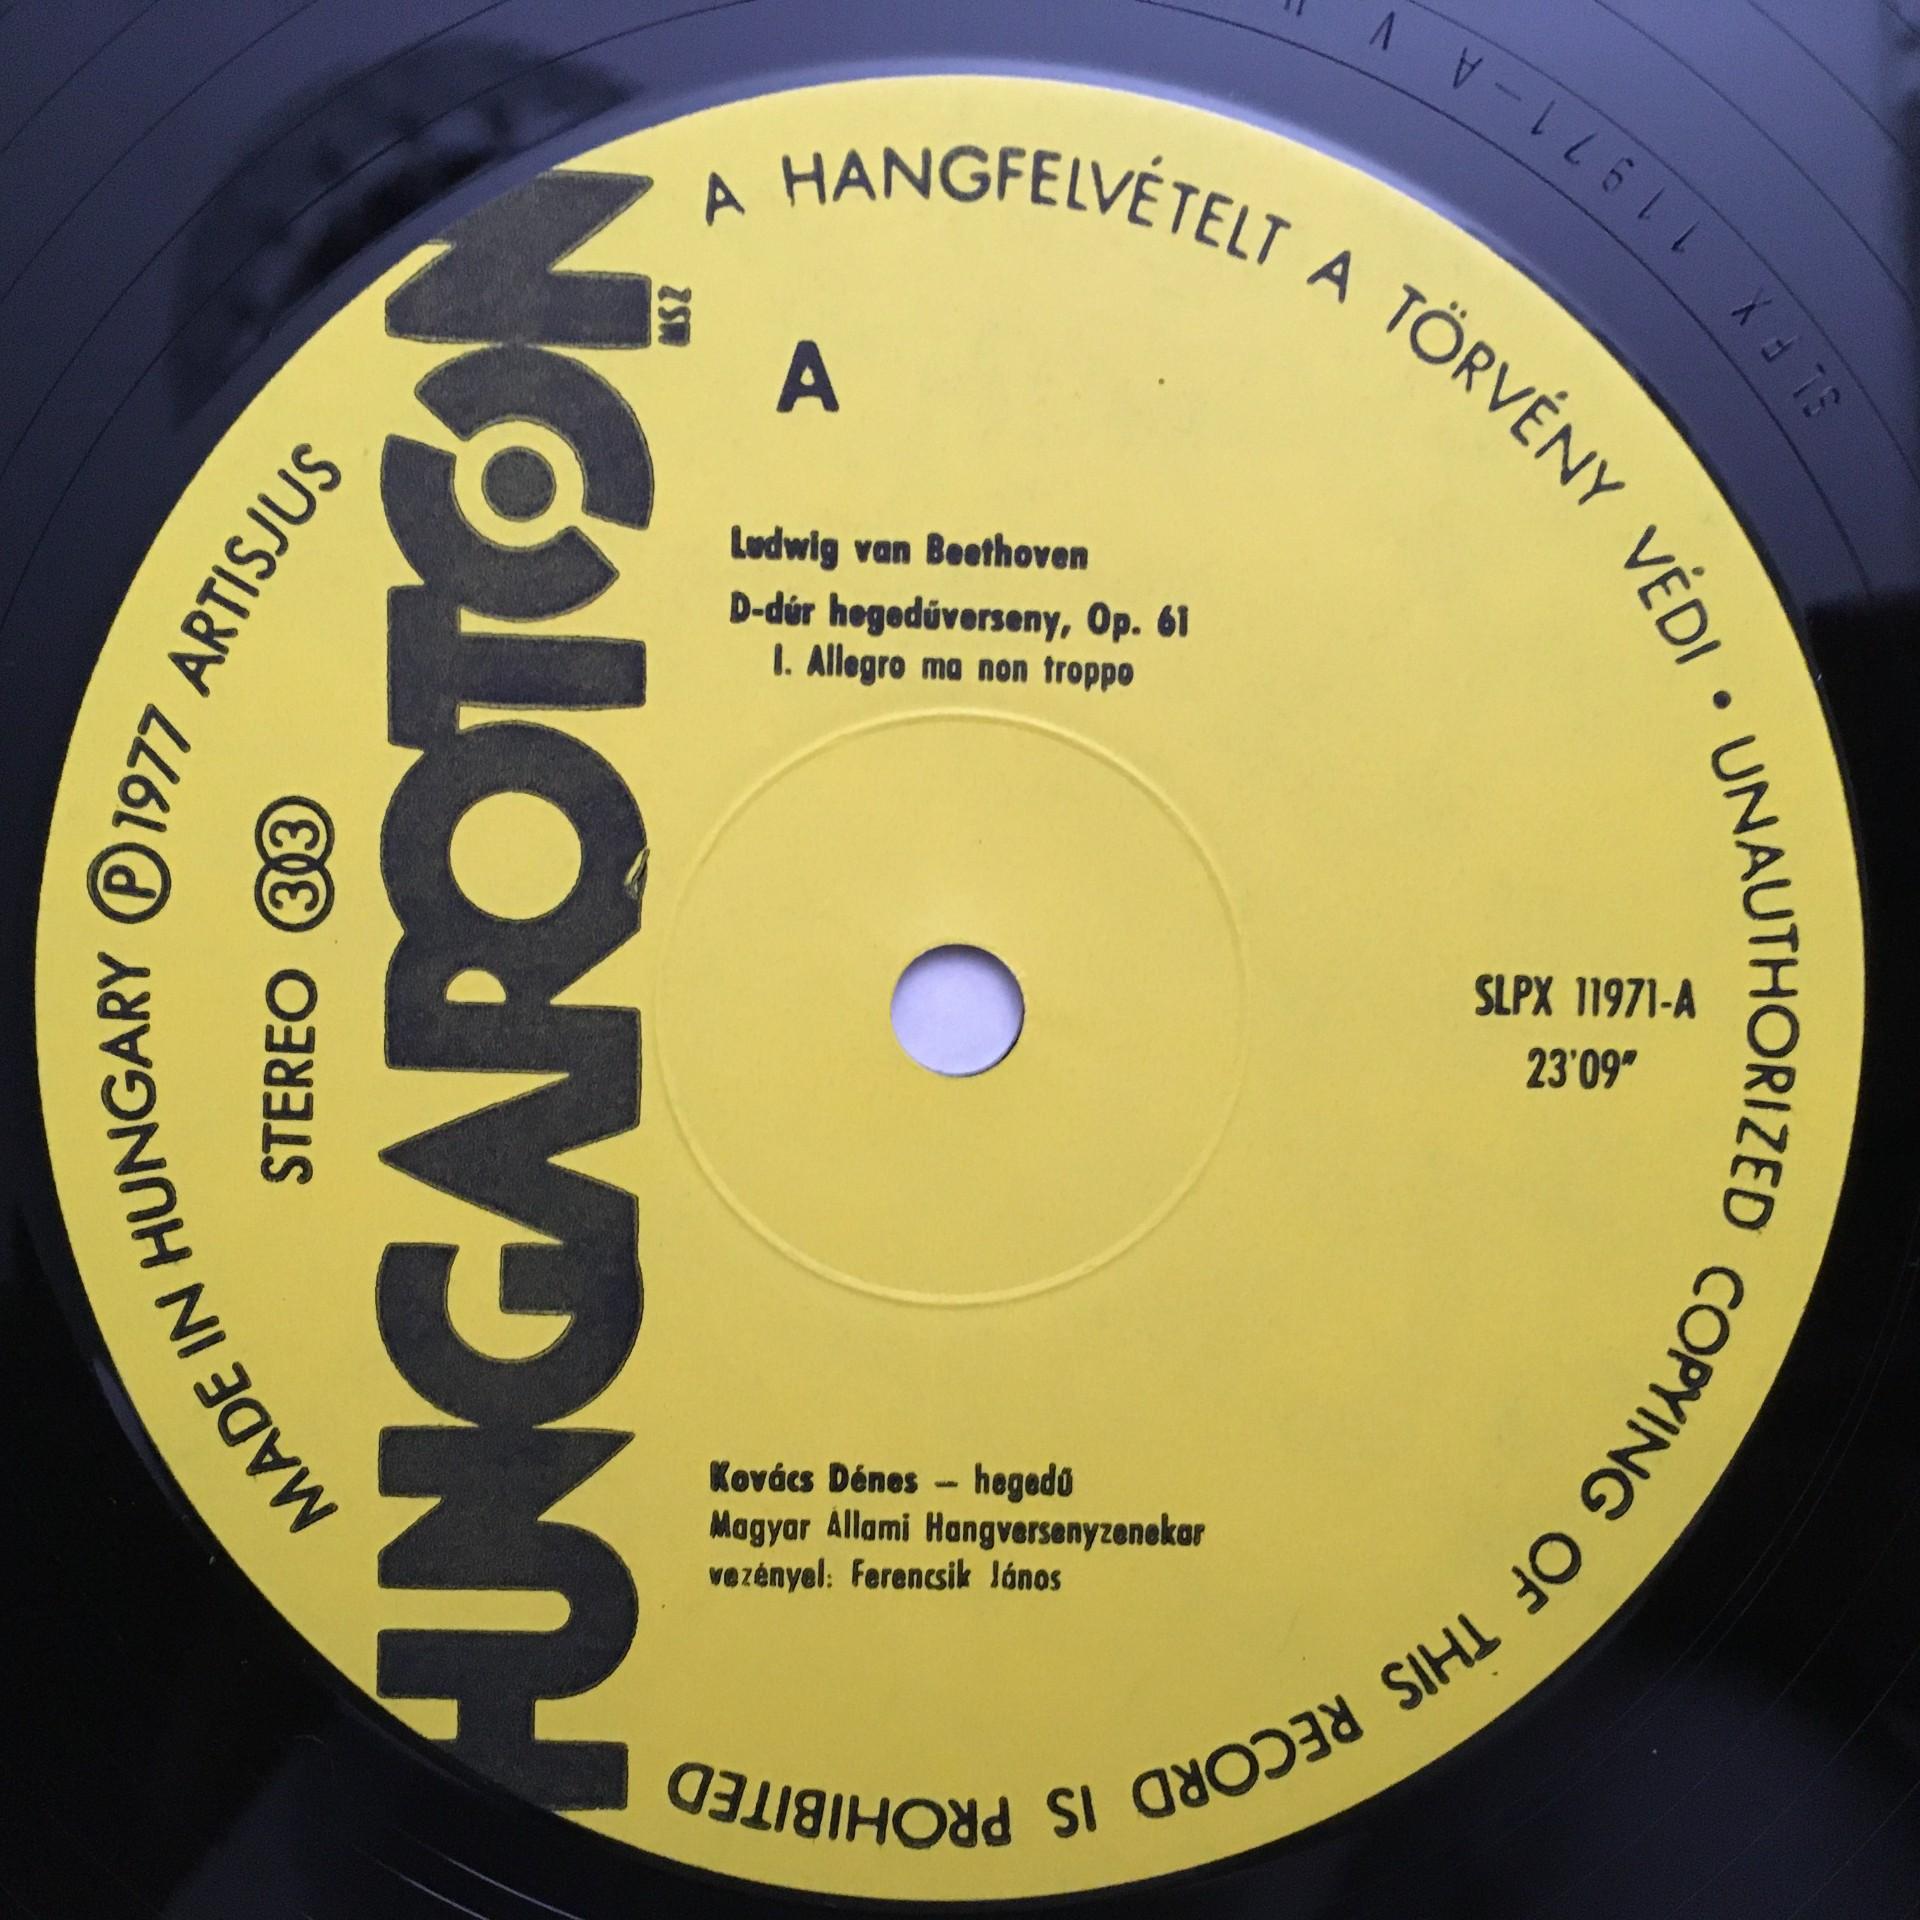 A HANGFELVÉTELT A TÖRVÉNY VÉDI • UNAUTHORIZED COPYING OF THIS RECORD IS PROHIBITED
MADE IN HUNGARY Ⓟ 1977 ARTISJUS
STEREO 33
HUNGAROTON
MSZ
A
Ludwig van Beethoven
D-dúr hegedűverseny, Op. 61
I. Allegro ma non troppo
SLPX 11971-A
23'09"
Kovács Dénes – hegedű
Magyar Állami Hangversenyzenekar
vezényel: Ferencsik János
SLPX 11971-A V